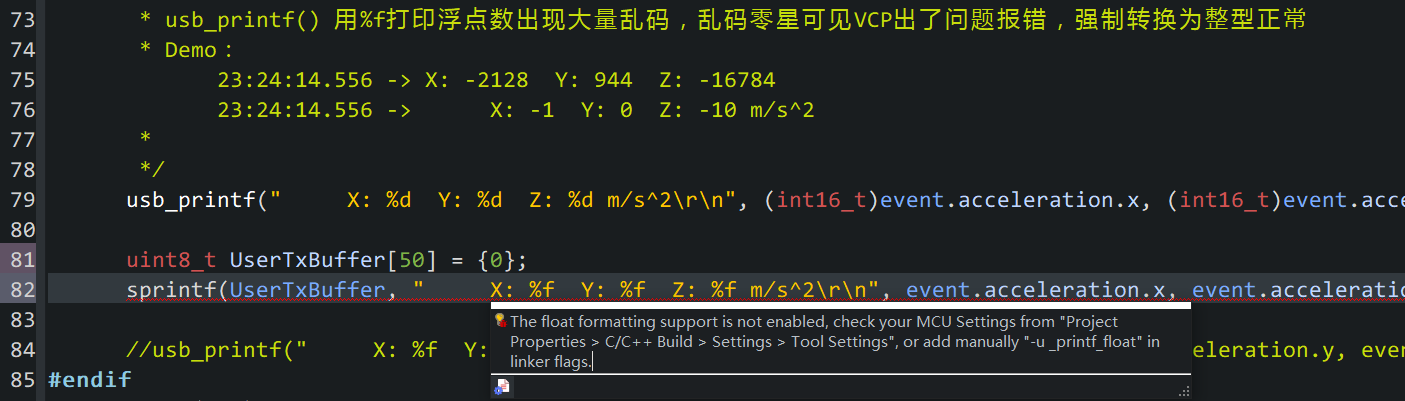 73 * usb_printf() 用%f打印浮点数出现大量乱码，乱码零星可见VCP出了问题报错，强制转换为整型正常
74 * Demo：
75 23:24:14.556 -> X: -2128  Y: 944  Z: -16784
76 23:24:14.556 ->      X: -1  Y: 0  Z: -10 m/s^2
77 *
78 */
79 usb_printf("     X: %d  Y: %d  Z: %d m/s^2\r\n", (int16_t)event.acceleration.x, (int16_t)event.acce
80
81 uint8_t UserTxBuffer[50] = {0};
82 sprintf(UserTxBuffer, "     X: %f  Y: %f  Z: %f m/s^2\r\n", event.acceleration.x, event.acceleratio
83 The float formatting support is not enabled, check your MCU Settings from "Project
Properties > C/C++ Build > Settings > Tool Settings", or add manually "-u _printf_float" in
84 //usb_printf("     X: %f  Y: eleration.y, even
linker flags.
85 #endif